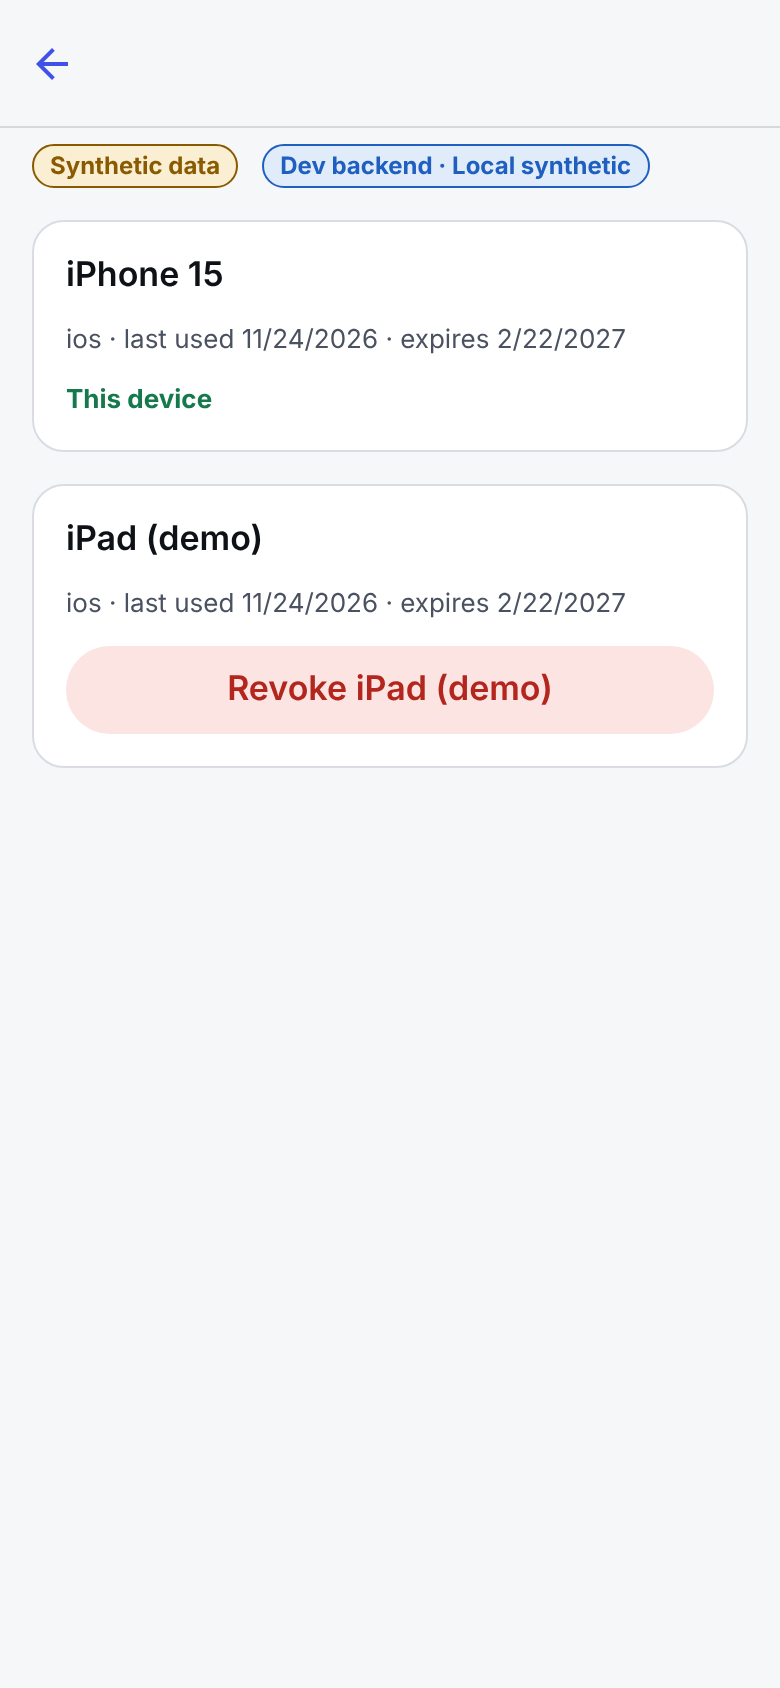 Synthetic data
Dev backend · Local synthetic
iPhone 15
ios · last used 11/24/2026 · expires 2/22/2027
This device
iPad (demo)
ios · last used 11/24/2026 · expires 2/22/2027
Revoke iPad (demo)